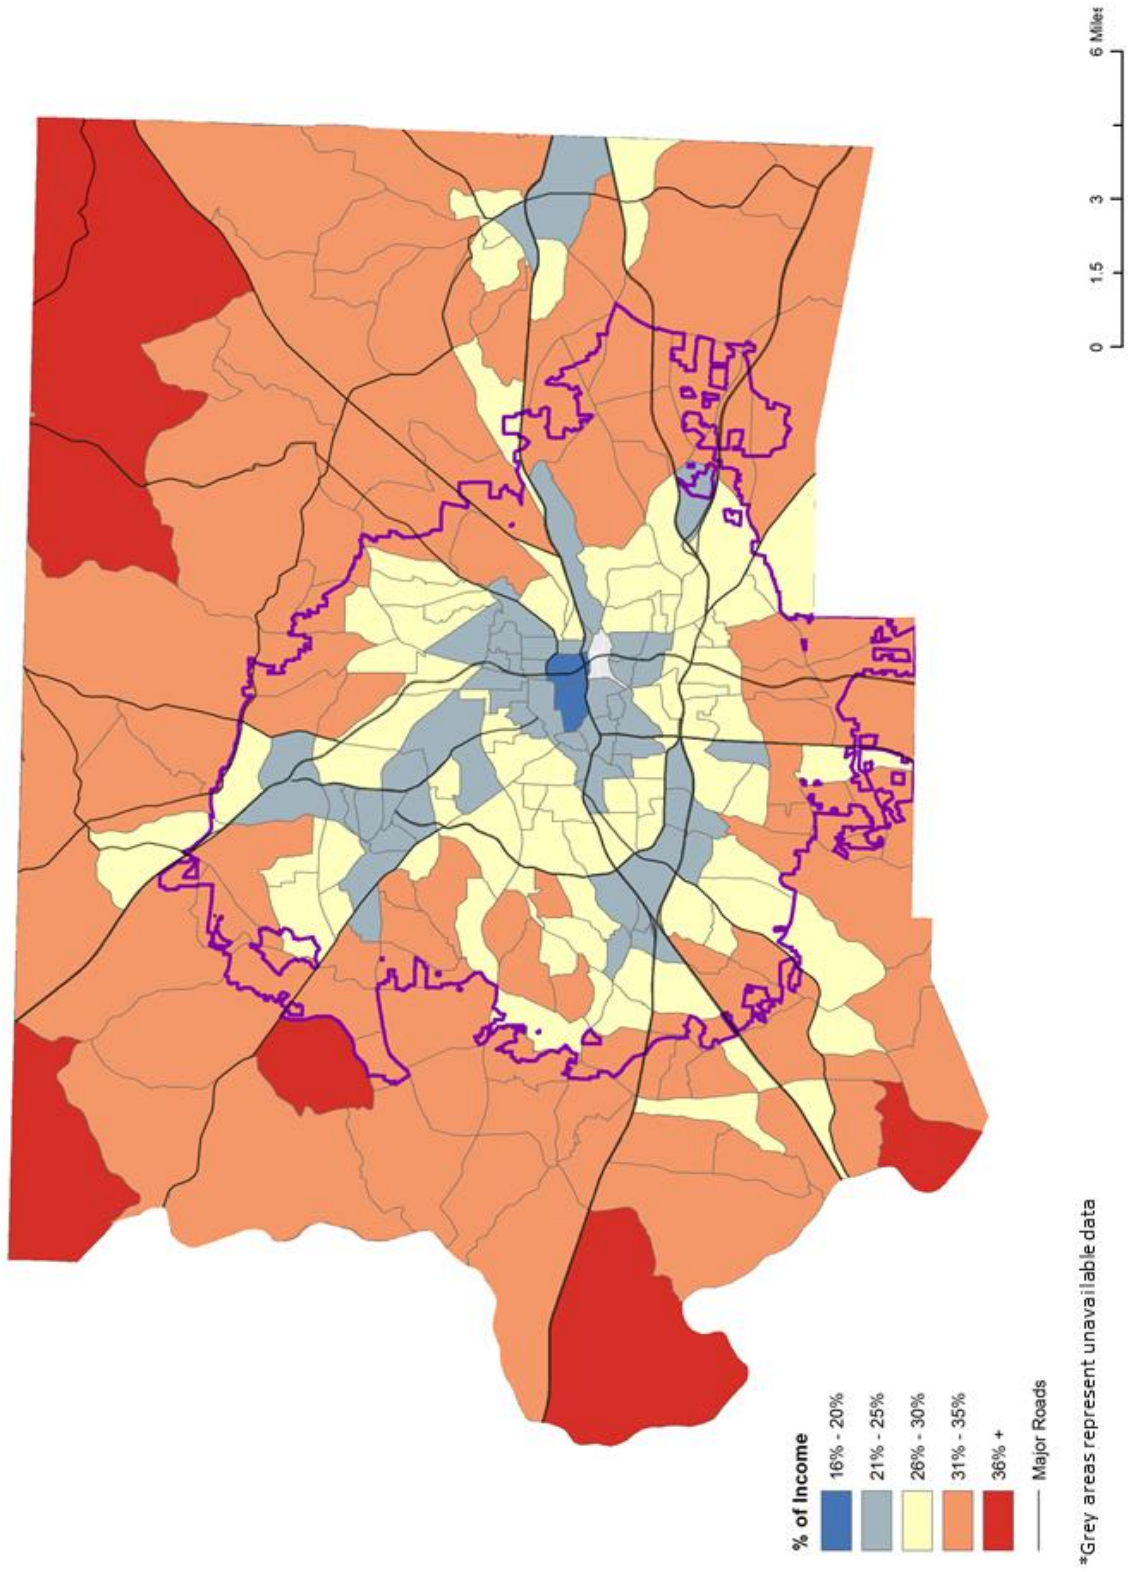 % of Income
16% - 20%
21% - 25%
26% - 30%
31% - 35%
36% +
Major Roads
*Grey areas represent unavailable data
0 1.5 3 6 Miles